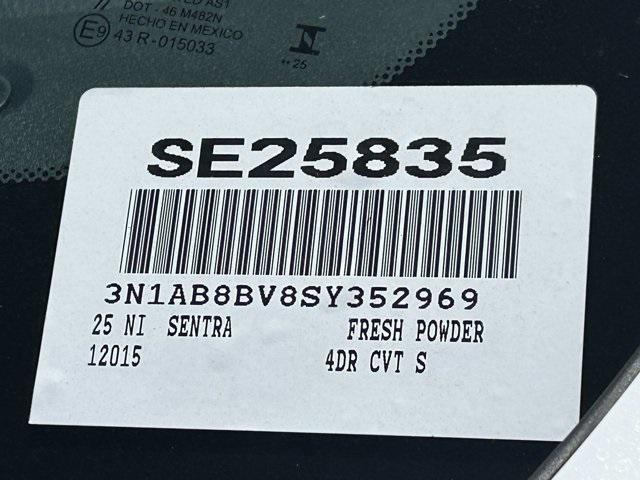 DOT - 46 M482N
HECHO EN MEXICO
E9 43 R-015033
25
SE25835
3N1AB8BV8SY352969
25 NI SENTRA FRESH POWDER
12015 4DR CVT S